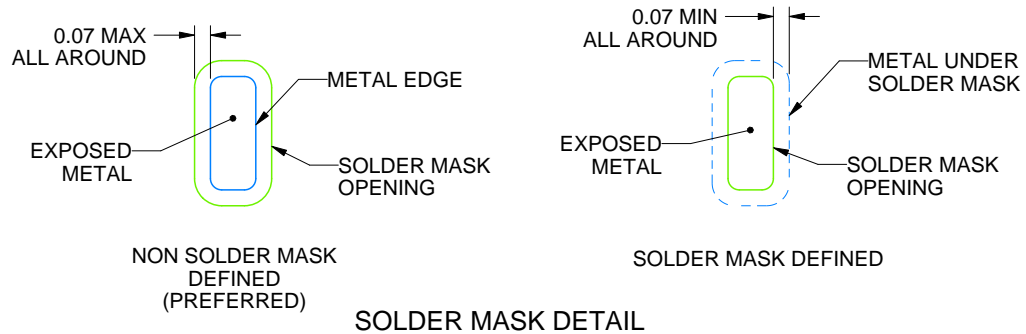 0.07 MAX
ALL AROUND
METAL EDGE
EXPOSED
METAL
SOLDER MASK
OPENING
NON SOLDER MASK
DEFINED
(PREFERRED)
0.07 MIN
ALL AROUND
METAL UNDER
SOLDER MASK
EXPOSED
METAL
SOLDER MASK
OPENING
SOLDER MASK DEFINED
SOLDER MASK DETAIL